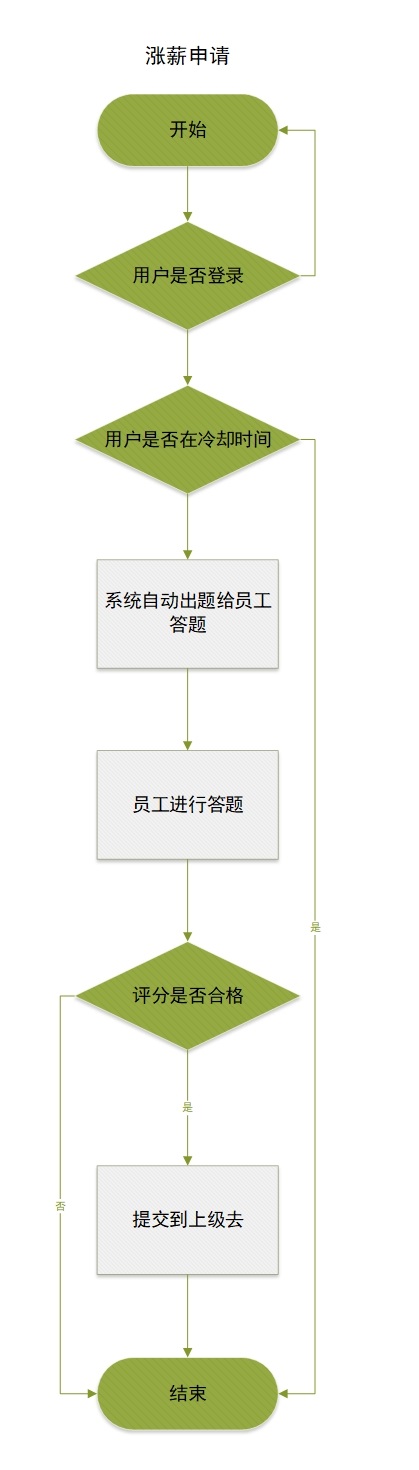 涨薪申请
开始
用户是否登录
用户是否在冷却时间
系统自动出题给员工
答题
员工进行答题
是
评分是否合格
是
否
提交到上级去
结束